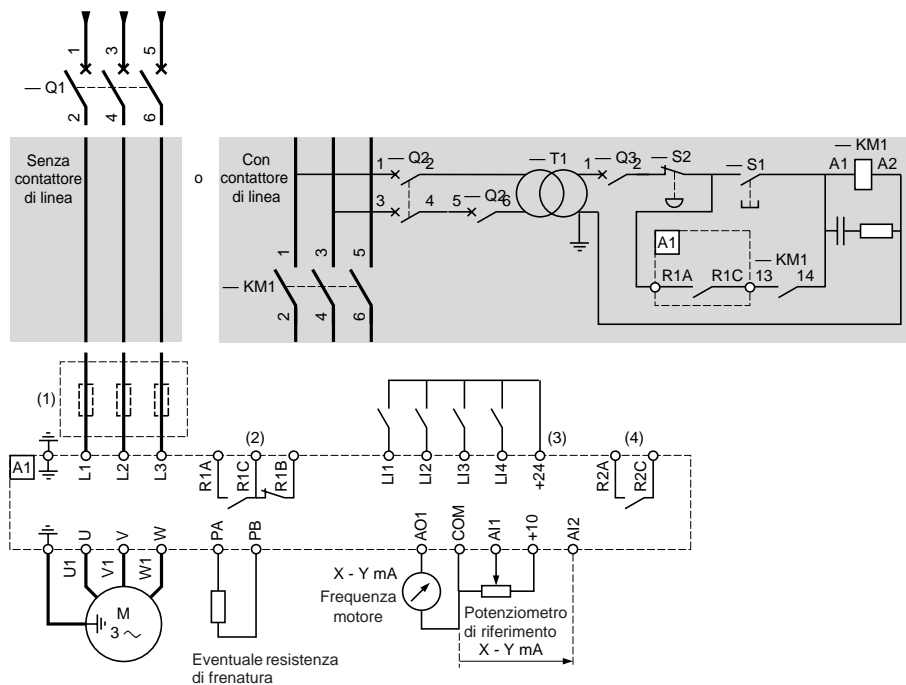 1
3
5
— Q1
2
4
6
Senza
contattore
di linea
o
Con
contattore
di linea
1
— Q2
2
3
4
5
— Q2
6
— T1
1
— Q3
2
— S2
— S1
— KM1
A1
A2
A1
R1A
R1C
— KM1
13
14
1
3
5
— KM1
2
4
6
(1)
(2)
(3)
(4)
A1
L1
L2
L3
R1A
R1C
R1B
LI1
LI2
LI3
LI4
+24
R2A
R2C
U
V
W
PA
PB
AO1
COM
AI1
+10
AI2
U1
V1
W1
M
3 ~
X - Y mA
Frequenza
motore
Potenziometro
di riferimento
X - Y mA
Eventuale resistenza
di frenatura